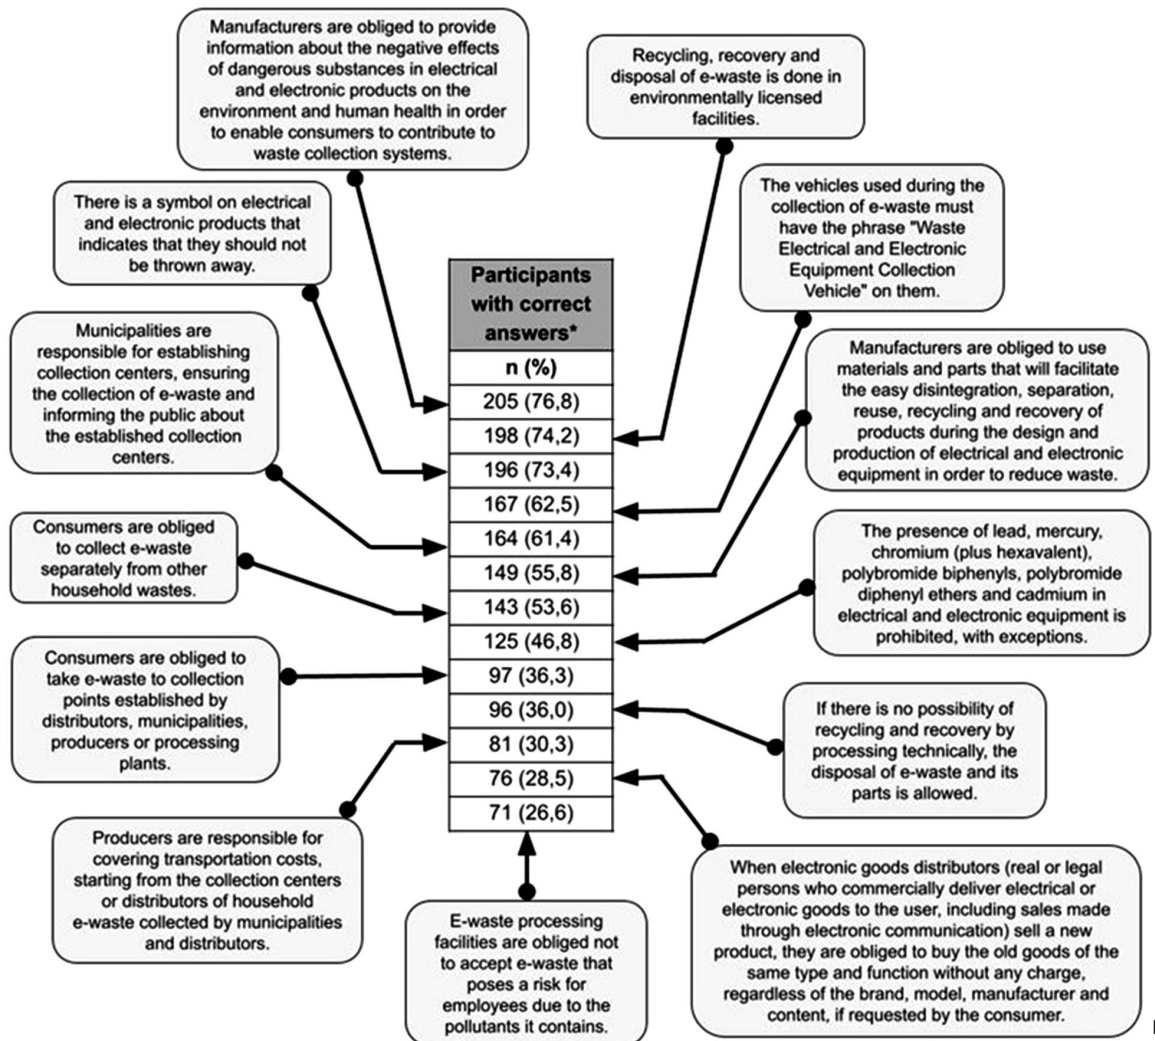 Manufacturers are obliged to provide
information about the negative effects
of dangerous substances in electrical
and electronic products on the
environment and human health in order
to enable consumers to contribute to
waste collection systems.
Recycling, recovery and
disposal of e-waste is done in
environmentally licensed
facilities.
There is a symbol on electrical
and electronic products that
indicates that they should not
be thrown away.
The vehicles used during the
collection of e-waste must
have the phrase "Waste
Electrical and Electronic
Equipment Collection
Vehicle" on them.
Municipalities are
responsible for establishing
collection centers, ensuring
the collection of e-waste and
informing the public about
the established collection
centers.
Manufacturers are obliged to use
materials and parts that will facilitate
the easy disintegration, separation,
reuse, recycling and recovery of
products during the design and
production of electrical and electronic
equipment in order to reduce waste.
Consumers are obliged
to collect e-waste
separately from other
household wastes.
The presence of lead, mercury,
chromium (plus hexavalent),
polybromide biphenyls, polybromide
diphenyl ethers and cadmium in
electrical and electronic equipment is
prohibited, with exceptions.
Consumers are obliged to
take e-waste to collection
points established by
distributors, municipalities,
producers or processing
plants.
If there is no possibility of
recycling and recovery by
processing technically, the
disposal of e-waste and its
parts is allowed.
Producers are responsible for
covering transportation costs,
starting from the collection centers
or distributors of household
e-waste collected by municipalities
and distributors.
When electronic goods distributors (real or legal
persons who commercially deliver electrical or
electronic goods to the user, including sales made
through electronic communication) sell a new
product, they are obliged to buy the old goods of the
same type and function without any charge,
regardless of the brand, model, manufacturer and
content, if requested by the consumer.
E-waste processing
facilities are obliged not
to accept e-waste that
poses a risk for
employees due to the
pollutants it contains.
Participants
with correct
answers*
n (%)
205 (76,8)
198 (74,2)
196 (73,4)
167 (62,5)
164 (61,4)
149 (55,8)
143 (53,6)
125 (46,8)
97 (36,3)
96 (36,0)
81 (30,3)
76 (28,5)
71 (26,6)